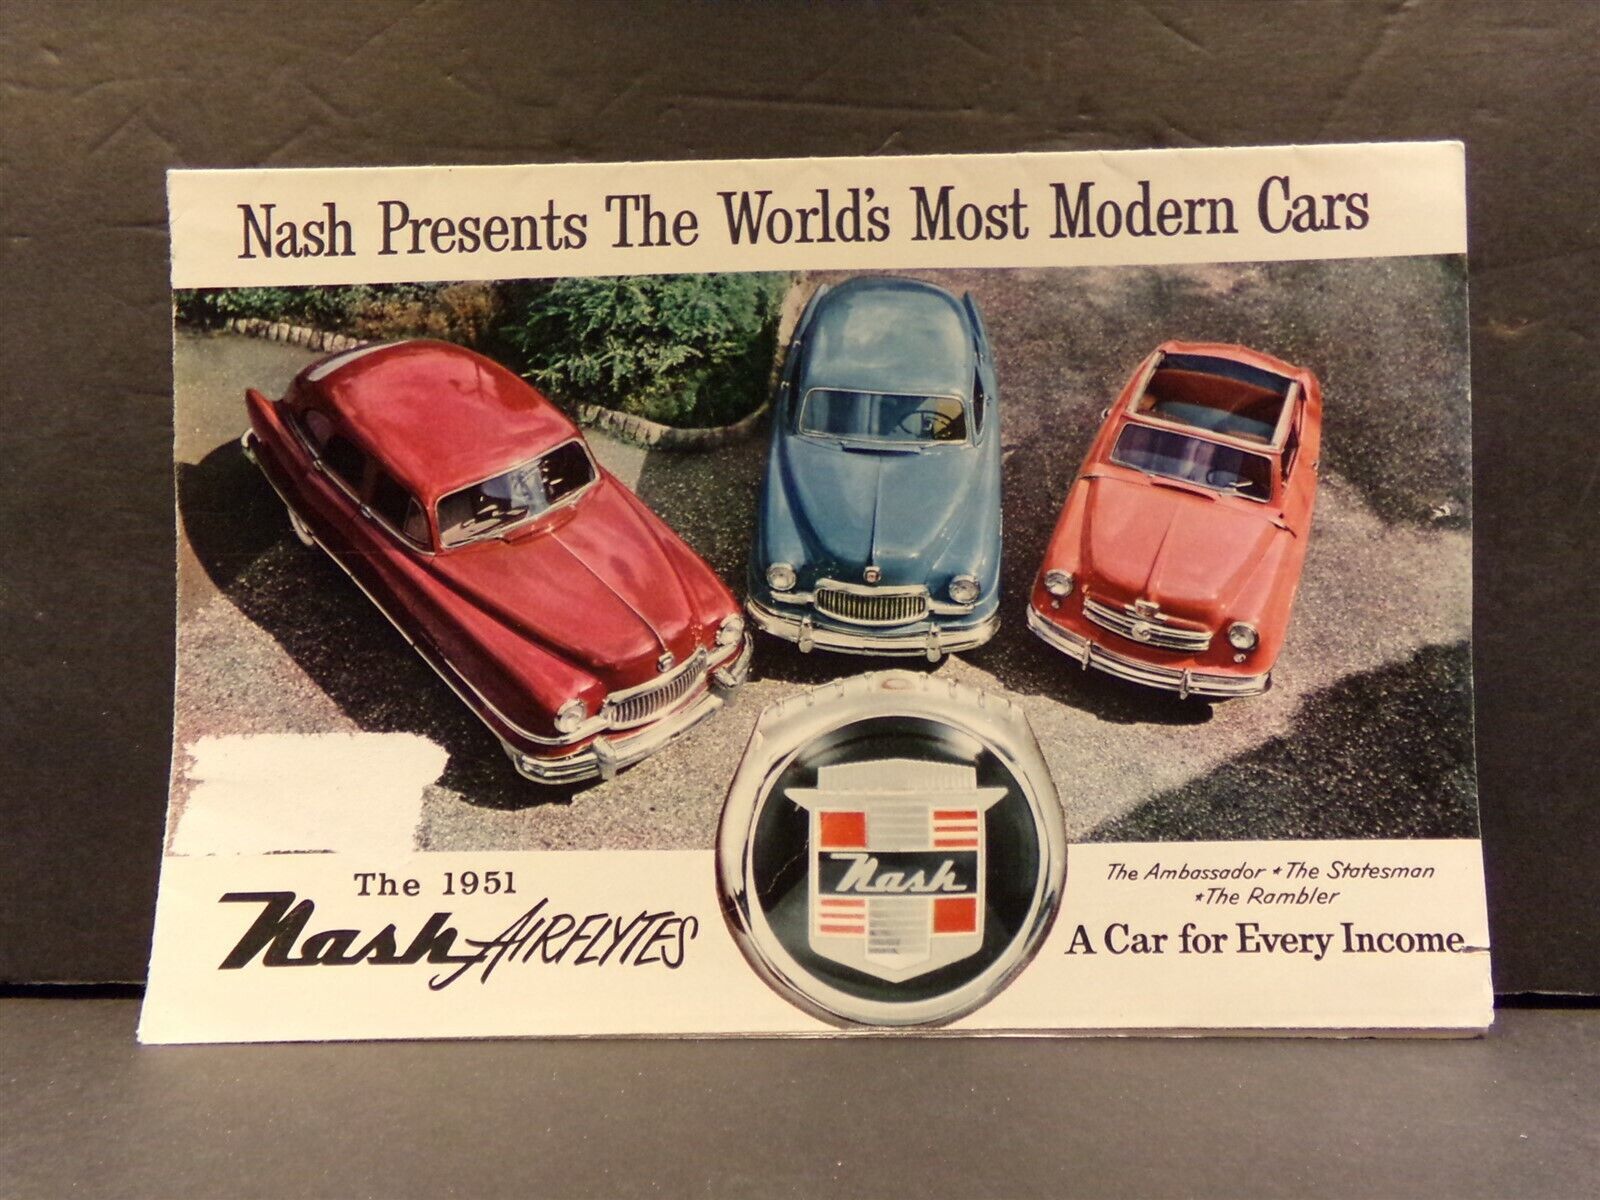 Nash Presents The World's Most Modern Cars
The 1951
Nash AIRFLYTES
Nash
The Ambassador ★ The Statesman
★ The Rambler
A Car for Every Income